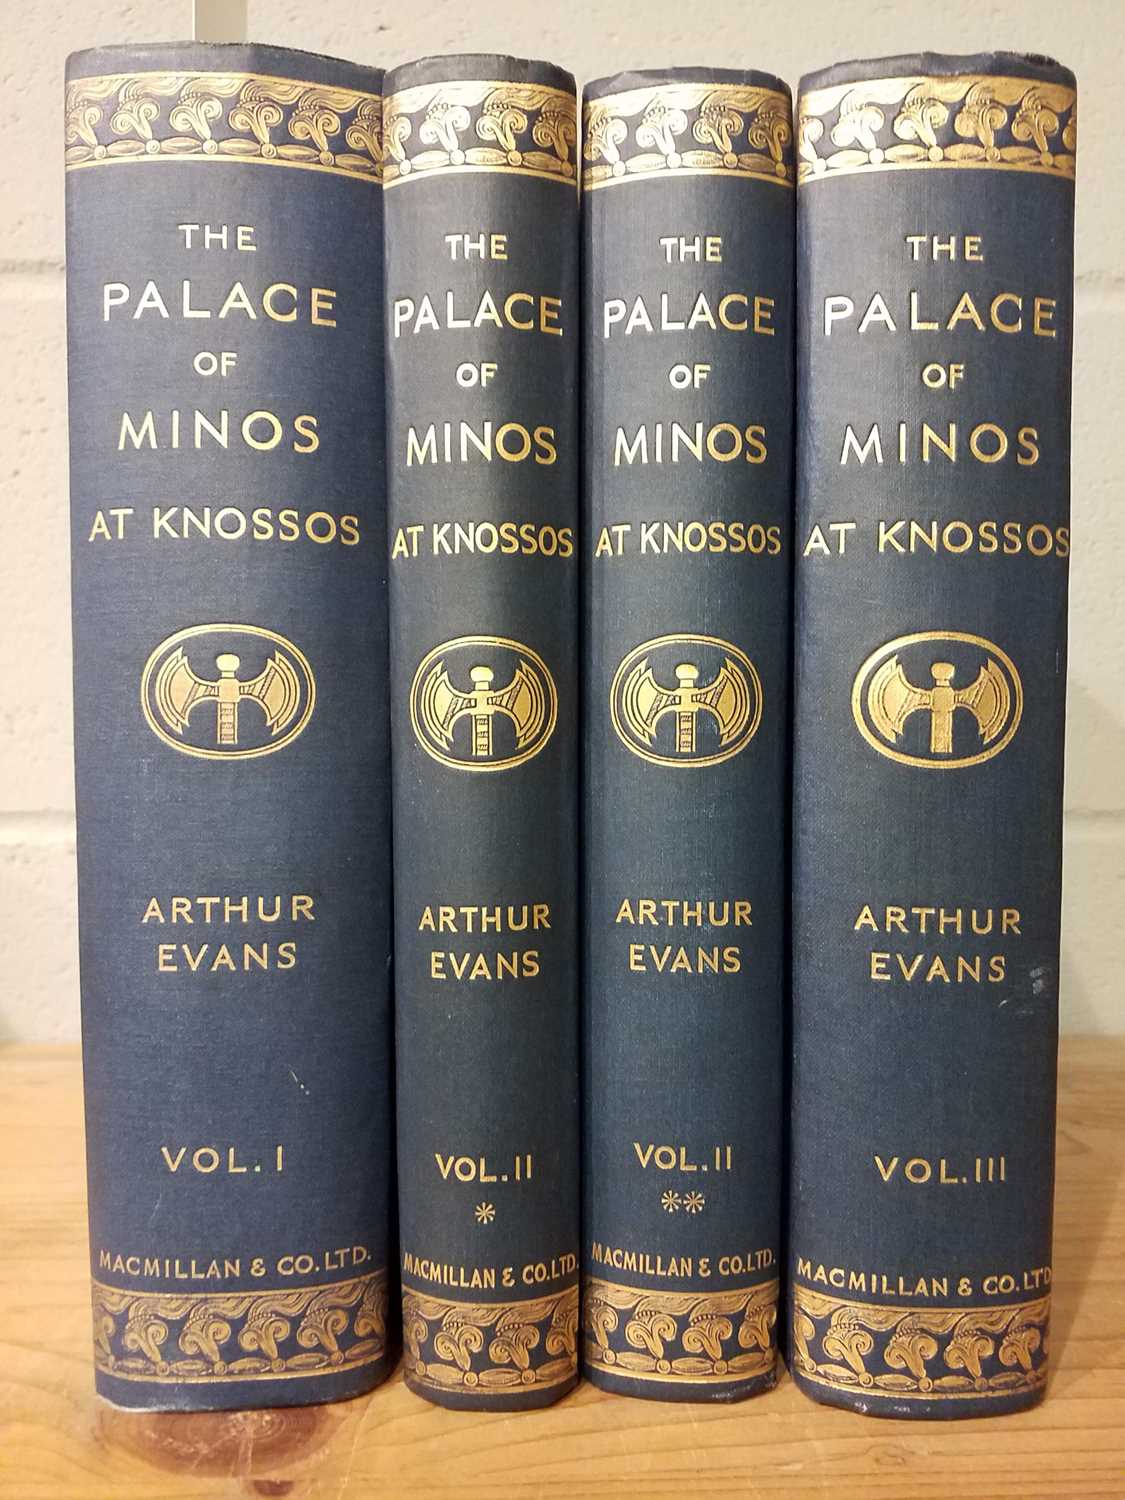 THE
PALACE
OF
MINOS
AT KNOSSOS
ARTHUR
EVANS
VOL. I
MACMILLAN & CO. LTD.
THE
PALACE
OF
MINOS
AT KNOSSOS
ARTHUR
EVANS
VOL. II
*
MACMILLAN & CO. LTD.
THE
PALACE
OF
MINOS
AT KNOSSOS
ARTHUR
EVANS
VOL. II
**
MACMILLAN & CO. LTD.
THE
PALACE
OF
MINOS
AT KNOSSOS
ARTHUR
EVANS
VOL. III
MACMILLAN & CO. LTD